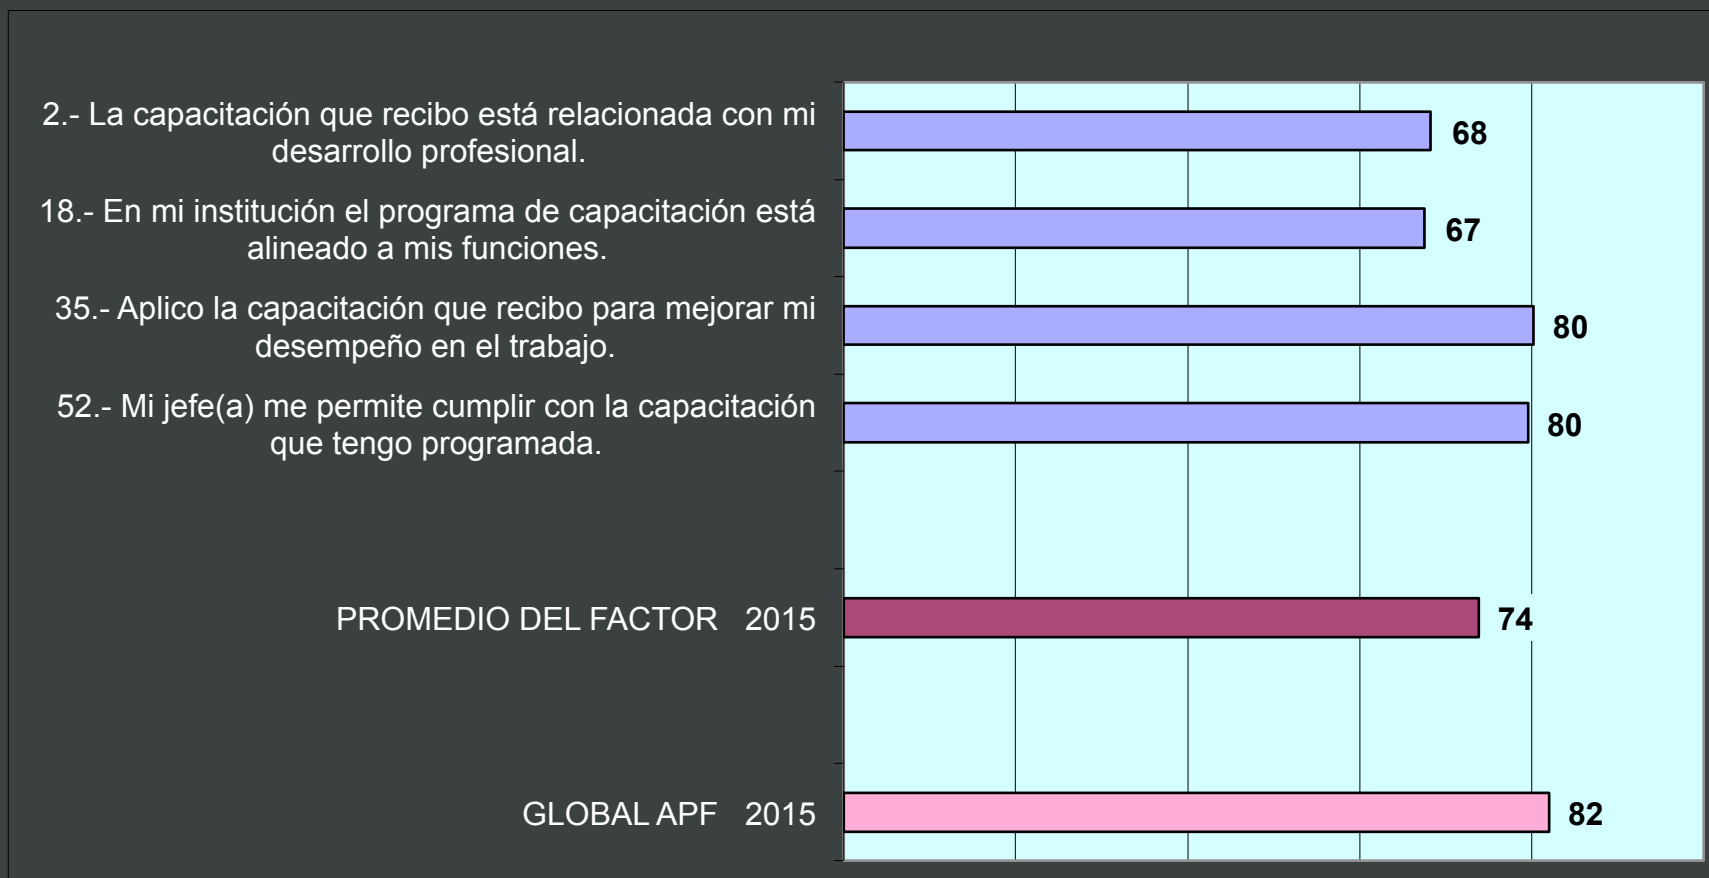 2.- La capacitación que recibo está relacionada con mi
desarrollo profesional.
68
18.- En mi institución el programa de capacitación está
alineado a mis funciones.
67
35.- Aplico la capacitación que recibo para mejorar mi
desempeño en el trabajo.
80
52.- Mi jefe(a) me permite cumplir con la capacitación
que tengo programada.
80
PROMEDIO DEL FACTOR 2015
74
GLOBAL APF 2015
82